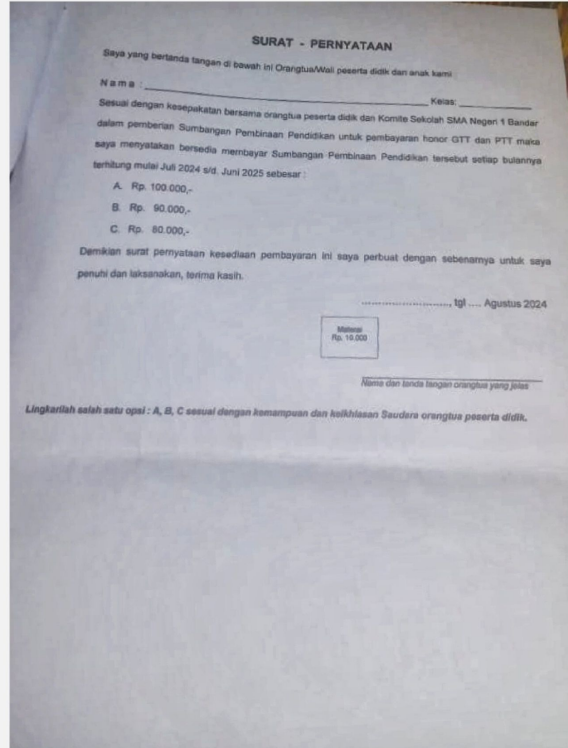 SURAT - PERNYATAAN
Saya yang bertanda tangan di bawah ini Orangtua/Wali peserta didik dan anak kami :
N a m a : Kelas:
Sesuai dengan kesepakatan bersama orangtua peserta didik dan Komite Sekolah SMA Negeri 1 Bandar
dalam pemberian Sumbangan Pembinaan Pendidikan untuk pembayaran honor GTT dan PTT maka
saya menyatakan bersedia membayar Sumbangan Pembinaan Pendidikan tersebut setiap bulannya
terhitung mulai Juli 2024 s/d. Juni 2025 sebesar :
A. Rp. 100.000,-
B. Rp. 90.000,-
C. Rp. 80.000,-
Demikian surat pernyataan kesediaan pembayaran ini saya perbuat dengan sebenarnya untuk saya
penuhi dan laksanakan, terima kasih.
........................, tgl .... Agustus 2024
Materai
Rp. 10.000
Nama dan tanda tangan orangtua yang jelas
Lingkarilah salah satu opsi : A, B, C sesuai dengan kemampuan dan keikhlasan Saudara orangtua peserta didik.